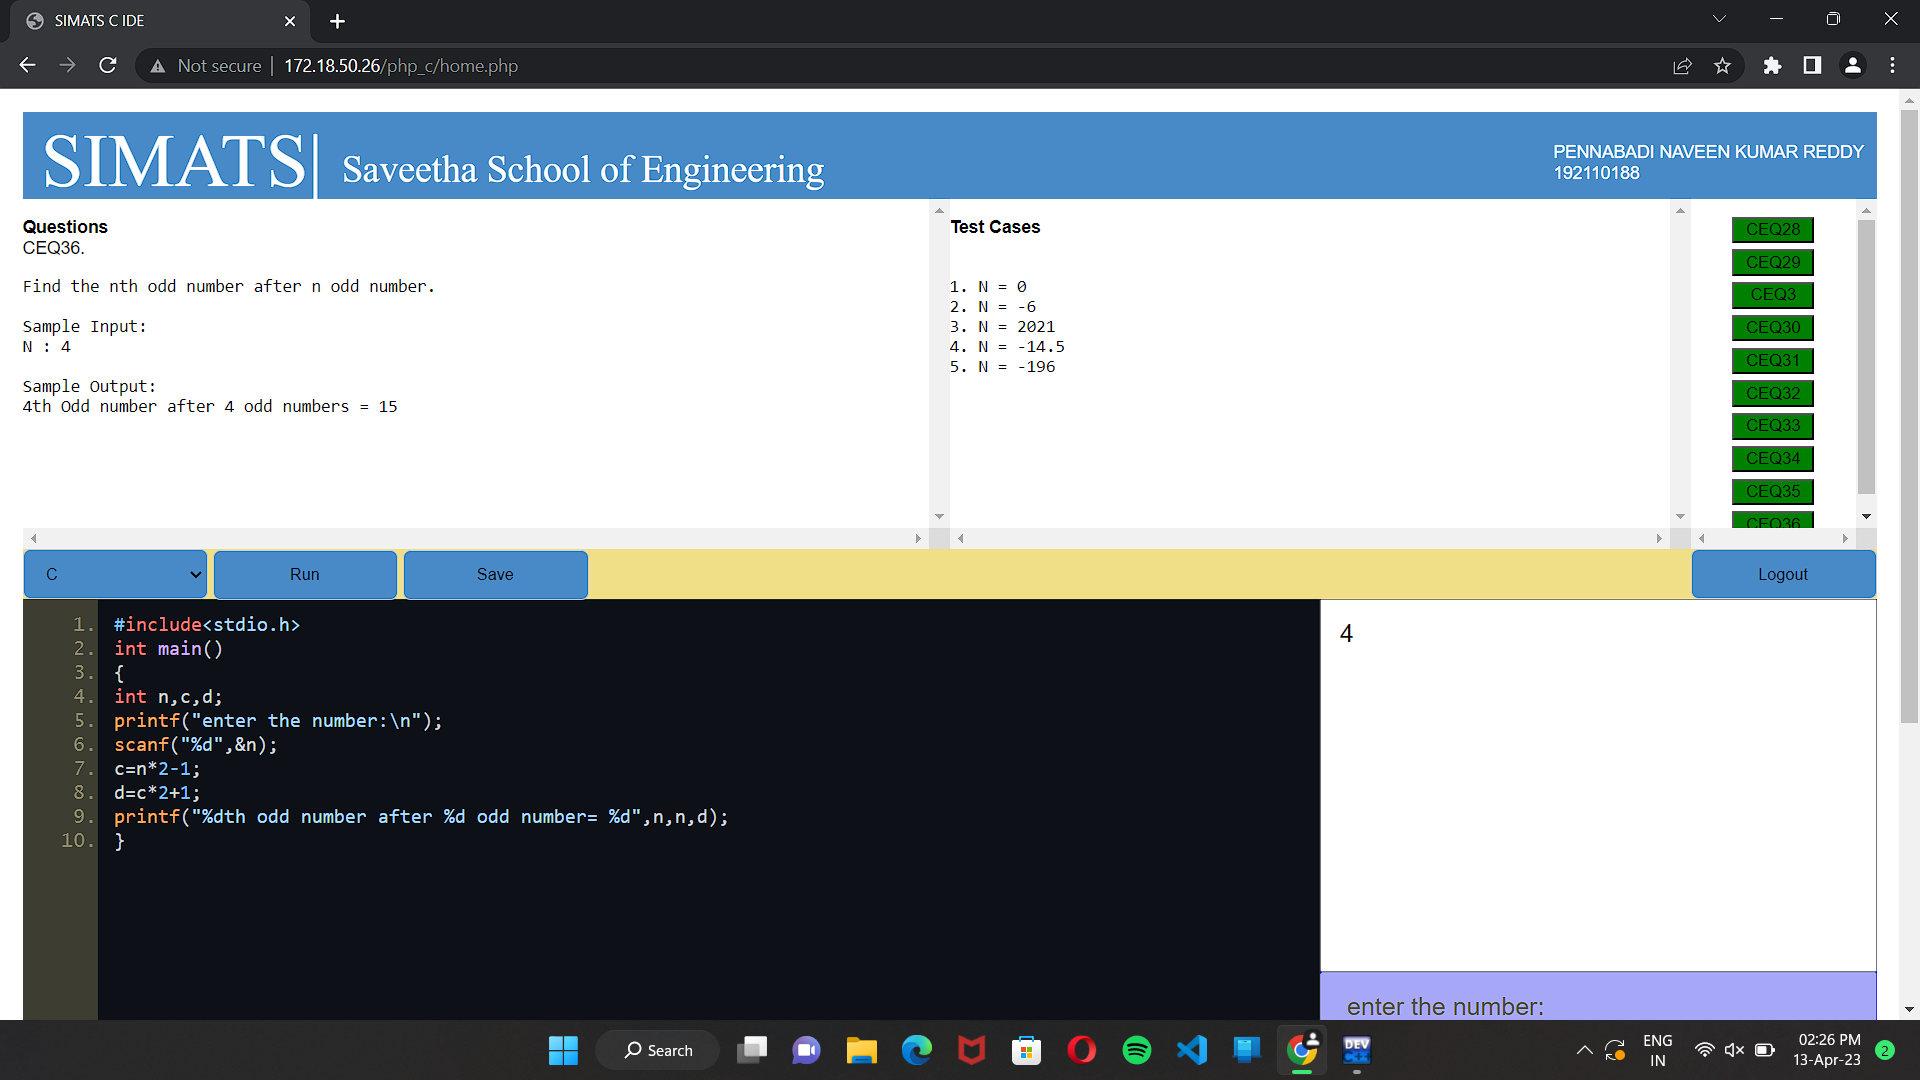 SIMATS C IDE
Not secure | 172.18.50.26/php_c/home.php
SIMATS| Saveetha School of Engineering
PENNABADI NAVEEN KUMAR REDDY
192110188
Questions
CEQ36.
Find the nth odd number after n odd number.
Sample Input:
N : 4
Sample Output:
4th Odd number after 4 odd numbers = 15
Test Cases
1. N = 0
2. N = -6
3. N = 2021
4. N = -14.5
5. N = -196
CEQ28
CEQ29
CEQ3
CEQ30
CEQ31
CEQ32
CEQ33
CEQ34
CEQ35
CEQ36
C
Run
Save
Logout
1. #include<stdio.h>
2. int main()
3. {
4. int n,c,d;
5. printf("enter the number:\n");
6. scanf("%d",&n);
7. c=n*2-1;
8. d=c*2+1;
9. printf("%dth odd number after %d odd number= %d",n,n,d);
10. }
4
enter the number:
Search
DEV
C++
ENG
IN
02:26 PM
13-Apr-23
2